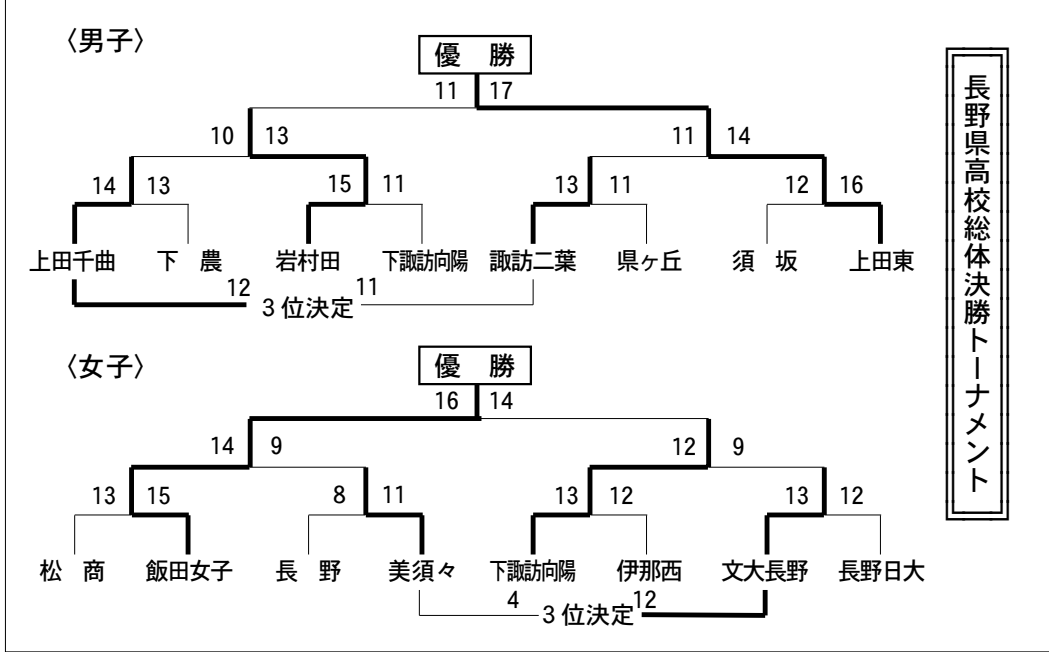 〈男子〉
優　勝
11 17
10 13 11 14
14 13 15 11 13 11 12 16
上田千曲 下　農 岩村田 下諏訪向陽 諏訪二葉 県ヶ丘 須　坂 上田東
12 ３位決定 11
〈女子〉
優　勝
16 14
14 9 12 9
13 15 8 11 13 12 13 12
松　商 飯田女子 長　野 美須々 下諏訪向陽 伊那西 文大長野 長野日大
4 ３位決定 12
長野県高校総体決勝トーナメント